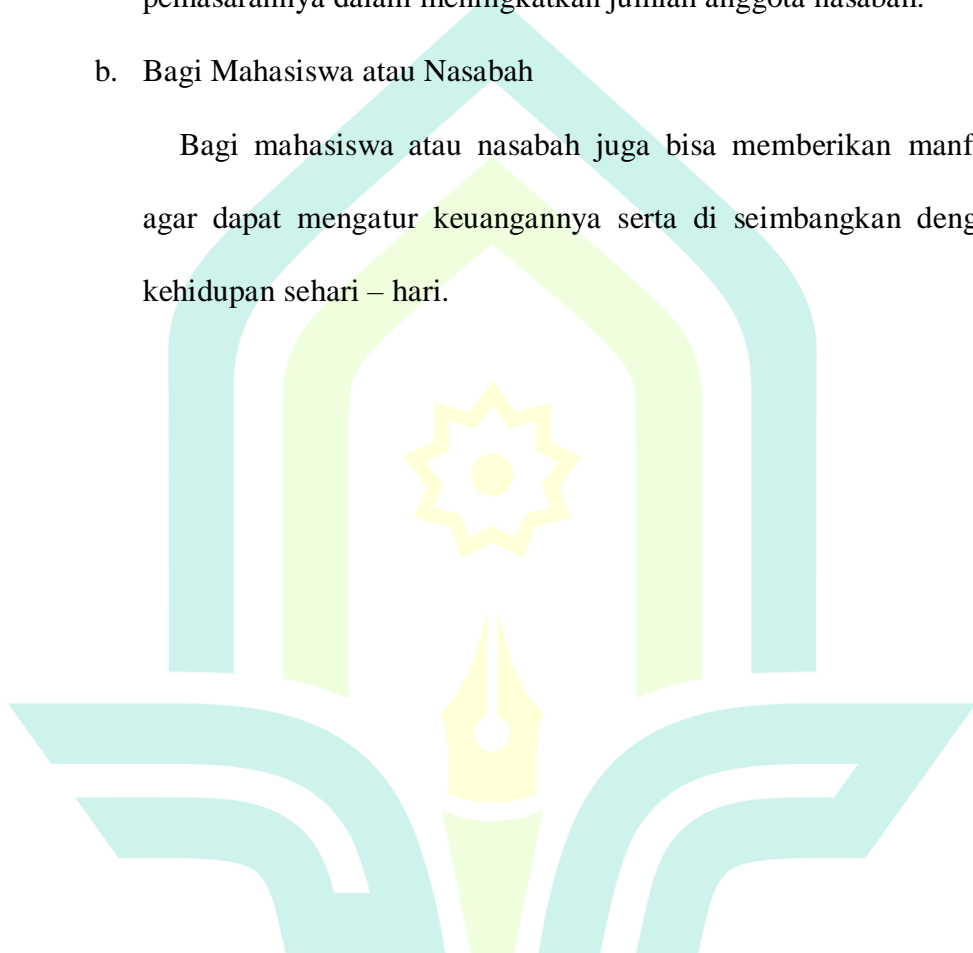 pemasarannya dalam meningkatkan jumlah anggota nasabah.
b. Bagi Mahasiswa atau Nasabah
Bagi mahasiswa atau nasabah juga bisa memberikan manf
agar dapat mengatur keuangannya serta di seimbangkan deng
kehidupan sehari – hari.